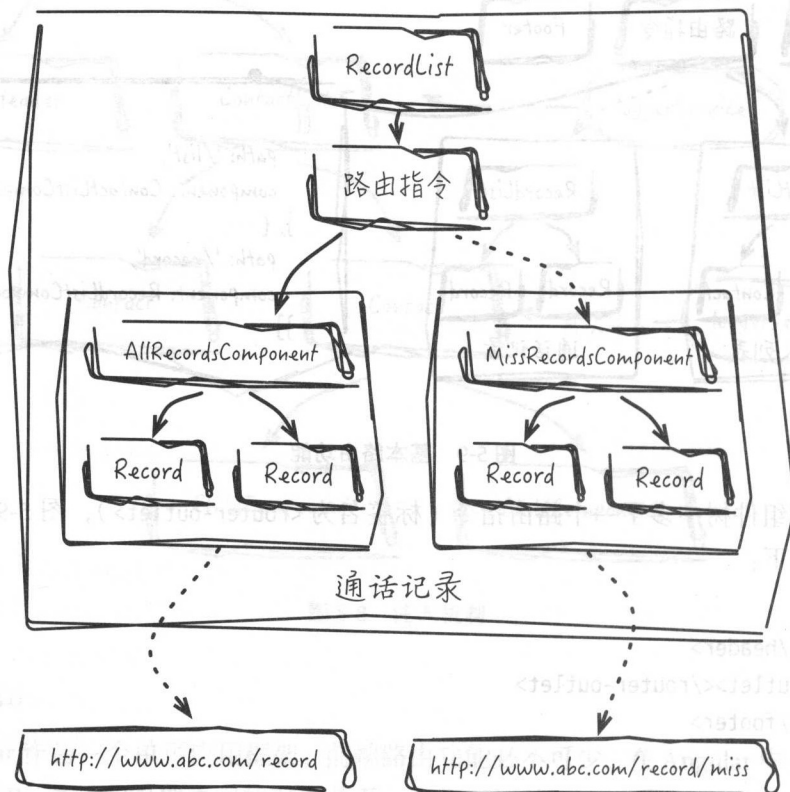 RecordList
路由指令
AllRecordsComponent
MissRecordsComponent
Record
Record
Record
Record
通话记录
http://www.abc.com/record
http://www.abc.com/record/miss